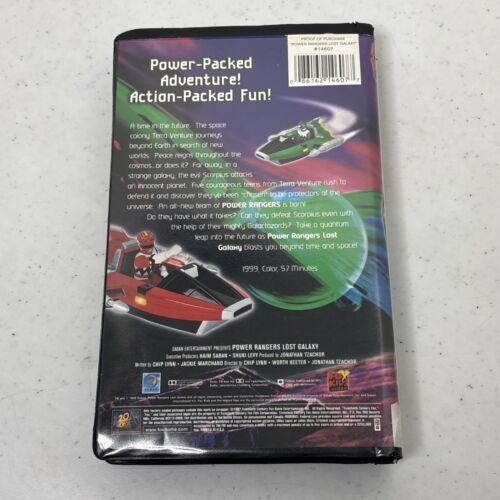 PROOF OF PURCHASE
"POWER RANGERS LOST GALAXY"
#14607
0 86162 14607 7
Power-Packed
Adventure!
Action-Packed Fun!
A time in the future. The space
colony Terra Venture journeys
beyond Earth in search of new
worlds. Peace reigns throughout the
cosmos...or does it? Far away in a
strange galaxy, the evil Scorpius attacks
an innocent planet. Five courageous teens from Terra Venture rush to
defend it and discover they've been "chosen" to be protectors of the
universe. An all-new team of POWER RANGERS is born!
Do they have what it takes? Can they defeat Scorpius even with
the help of their mighty Galactazords? Take a quantum
leap into the future as Power Rangers Lost
Galaxy blasts you beyond time and space!
1999, Color, 57 Minutes
SABAN ENTERTAINMENT PRESENTS POWER RANGERS LOST GALAXY
Executive Producers HAIM SABAN • SHUKI LEVY Produced by JONATHAN TZACHOR
Written by CHIP LYNN • JACKIE MARCHAND Directed by CHIP LYNN • WORTH KEETER • JONATHAN TZACHOR